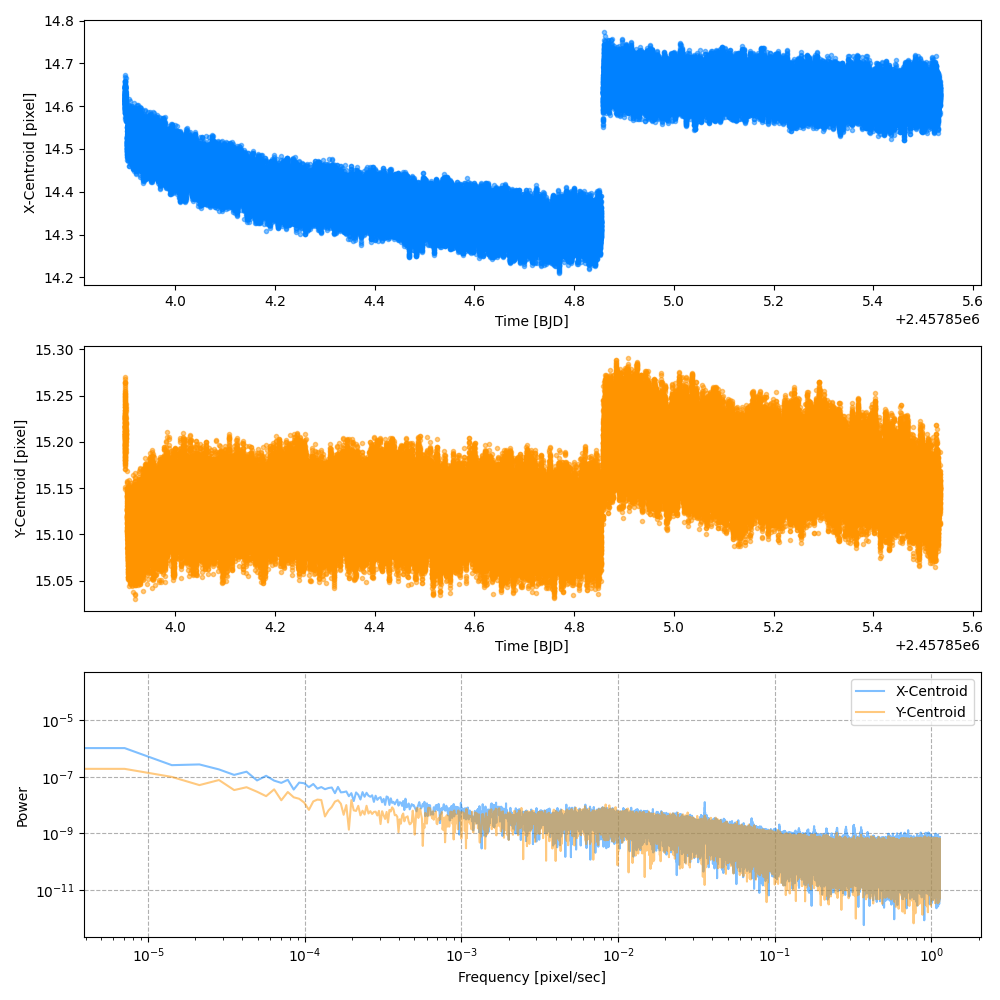 14.8
14.7
14.6
14.5
14.4
14.3
14.2
X-Centroid [pixel]
4.0 4.2 4.4 4.6 4.8 5.0 5.2 5.4 5.6
+2.45785e6
Time [BJD]
15.30
15.25
15.20
15.15
15.10
15.05
Y-Centroid [pixel]
4.0 4.2 4.4 4.6 4.8 5.0 5.2 5.4 5.6
+2.45785e6
Time [BJD]
X-Centroid
Y-Centroid
10⁻⁵
10⁻⁷
10⁻⁹
10⁻¹¹
Power
10⁻⁵ 10⁻⁴ 10⁻³ 10⁻² 10⁻¹ 10⁰
Frequency [pixel/sec]